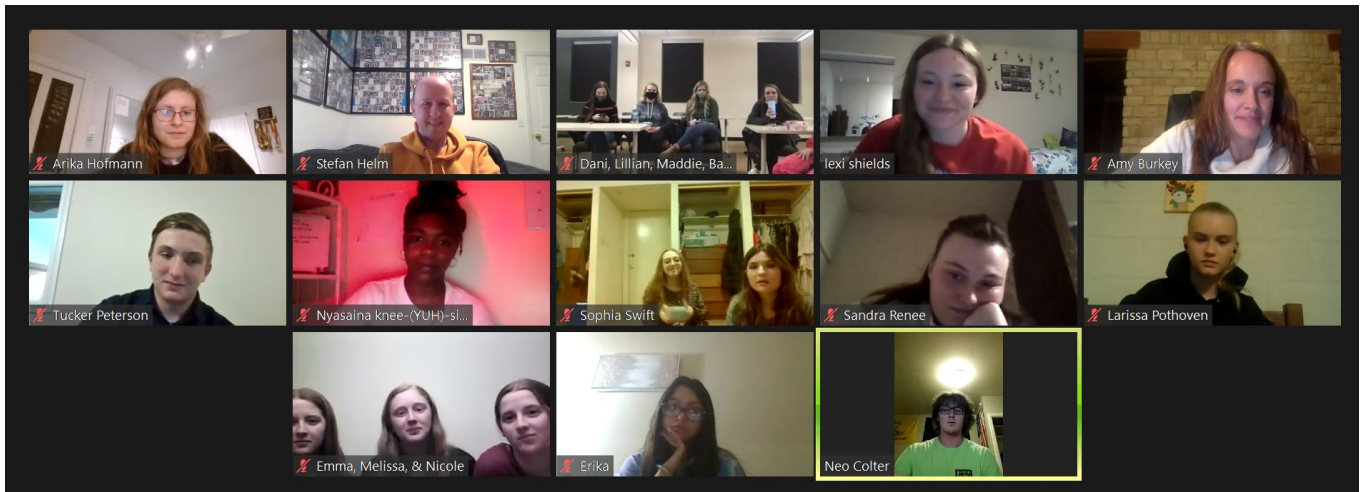 Arika Hofmann
Stefan Helm
Dani, Lillian, Maddie, Ba...
lexi shields
Amy Burkey
Tucker Peterson
Nyasaina knee-(YUH)-si...
Sophia Swift
Sandra Renee
Larissa Pothoven
Emma, Melissa, & Nicole
Erika
Neo Colter